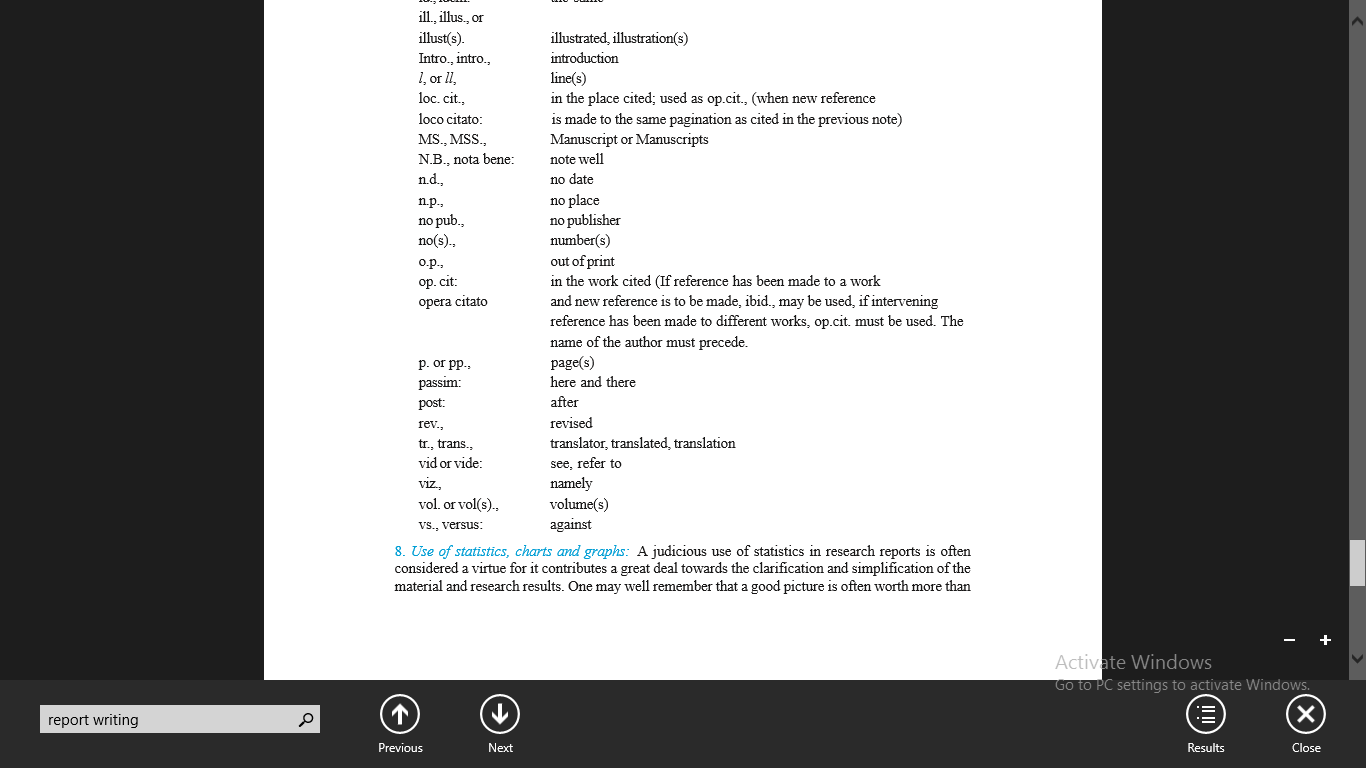 ill., illus., or
illust(s). illustrated, illustration(s)
Intro., intro., introduction
l, or ll, line(s)
loc. cit., in the place cited; used as op.cit., (when new reference
loco citato: is made to the same pagination as cited in the previous note)
MS., MSS., Manuscript or Manuscripts
N.B., nota bene: note well
n.d., no date
n.p., no place
no pub., no publisher
no(s)., number(s)
o.p., out of print
op. cit: in the work cited (If reference has been made to a work
opera citato and new reference is to be made, ibid., may be used, if intervening
reference has been made to different works, op.cit. must be used. The
name of the author must precede.
p. or pp., page(s)
passim: here and there
post: after
rev., revised
tr., trans., translator, translated, translation
vid or vide: see, refer to
viz., namely
vol. or vol(s)., volume(s)
vs., versus: against
8. Use of statistics, charts and graphs: A judicious use of statistics in research reports is often
considered a virtue for it contributes a great deal towards the clarification and simplification of the
material and research results. One may well remember that a good picture is often worth more than
Activate Windows
Go to PC settings to activate Windows.
report writing
Previous
Next
Results
Close